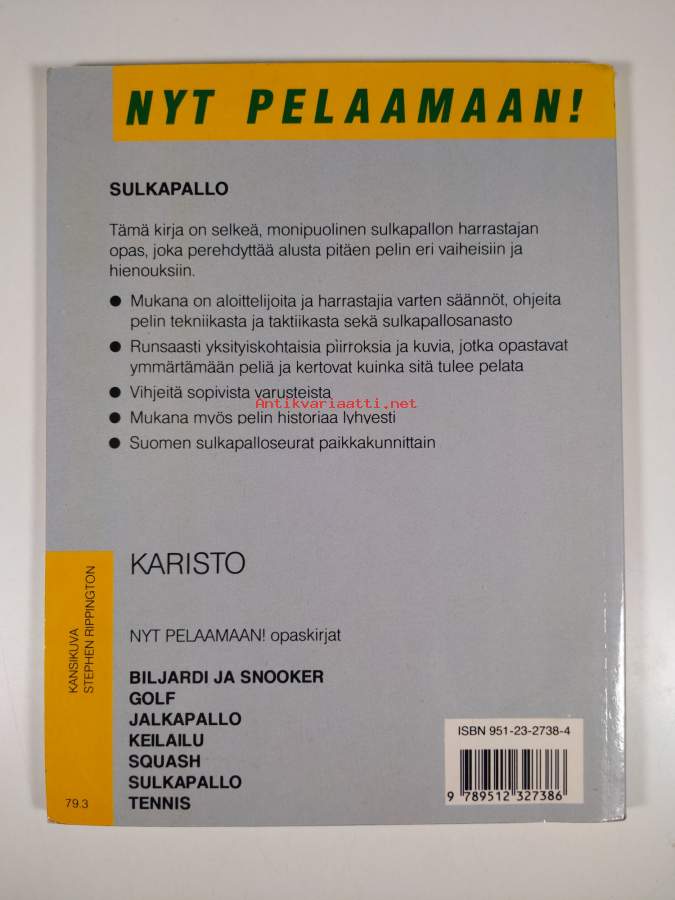 NYT PELAAMAAN!
SULKAPALLO
Tämä kirja on selkeä, monipuolinen sulkapallon harrastajan
opas, joka perehdyttää alusta pitäen pelin eri vaiheisiin ja
hienouksiin.
● Mukana on aloittelijoita ja harrastajia varten säännöt, ohjeita
pelin tekniikasta ja taktiikasta sekä sulkapallosanasto
● Runsaasti yksityiskohtaisia piirroksia ja kuvia, jotka opastavat
ymmärtämään peliä ja kertovat kuinka sitä tulee pelata
● Vihjeitä sopivista varusteista
Antikvariaatti.net
● Mukana myös pelin historiaa lyhyesti
● Suomen sulkapalloseurat paikkakunnittain
KARISTO
NYT PELAAMAAN! opaskirjat
BILJARDI JA SNOOKER
GOLF
JALKAPALLO
KEILAILU
SQUASH
SULKAPALLO
TENNIS
KANSIKUVA
STEPHEN RIPPINGTON
79.3
ISBN 951-23-2738-4
9 789512 327386